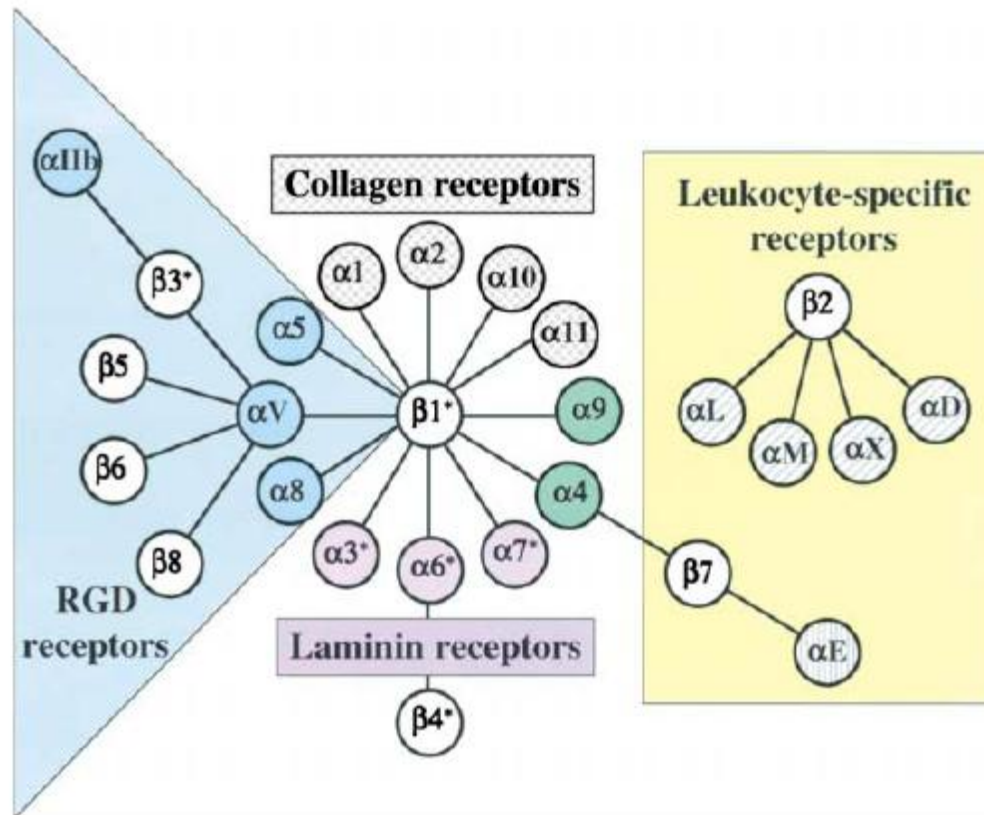 αIIb
Collagen receptors
Leukocyte-specific
receptors
β3*
α1
α2
α10
β2
α5
α11
β5
αV
β1*
α9
αL
αD
β6
αM
αX
α8
α4
β8
α3*
α6*
α7*
β7
RGD
receptors
Laminin receptors
αE
β4*